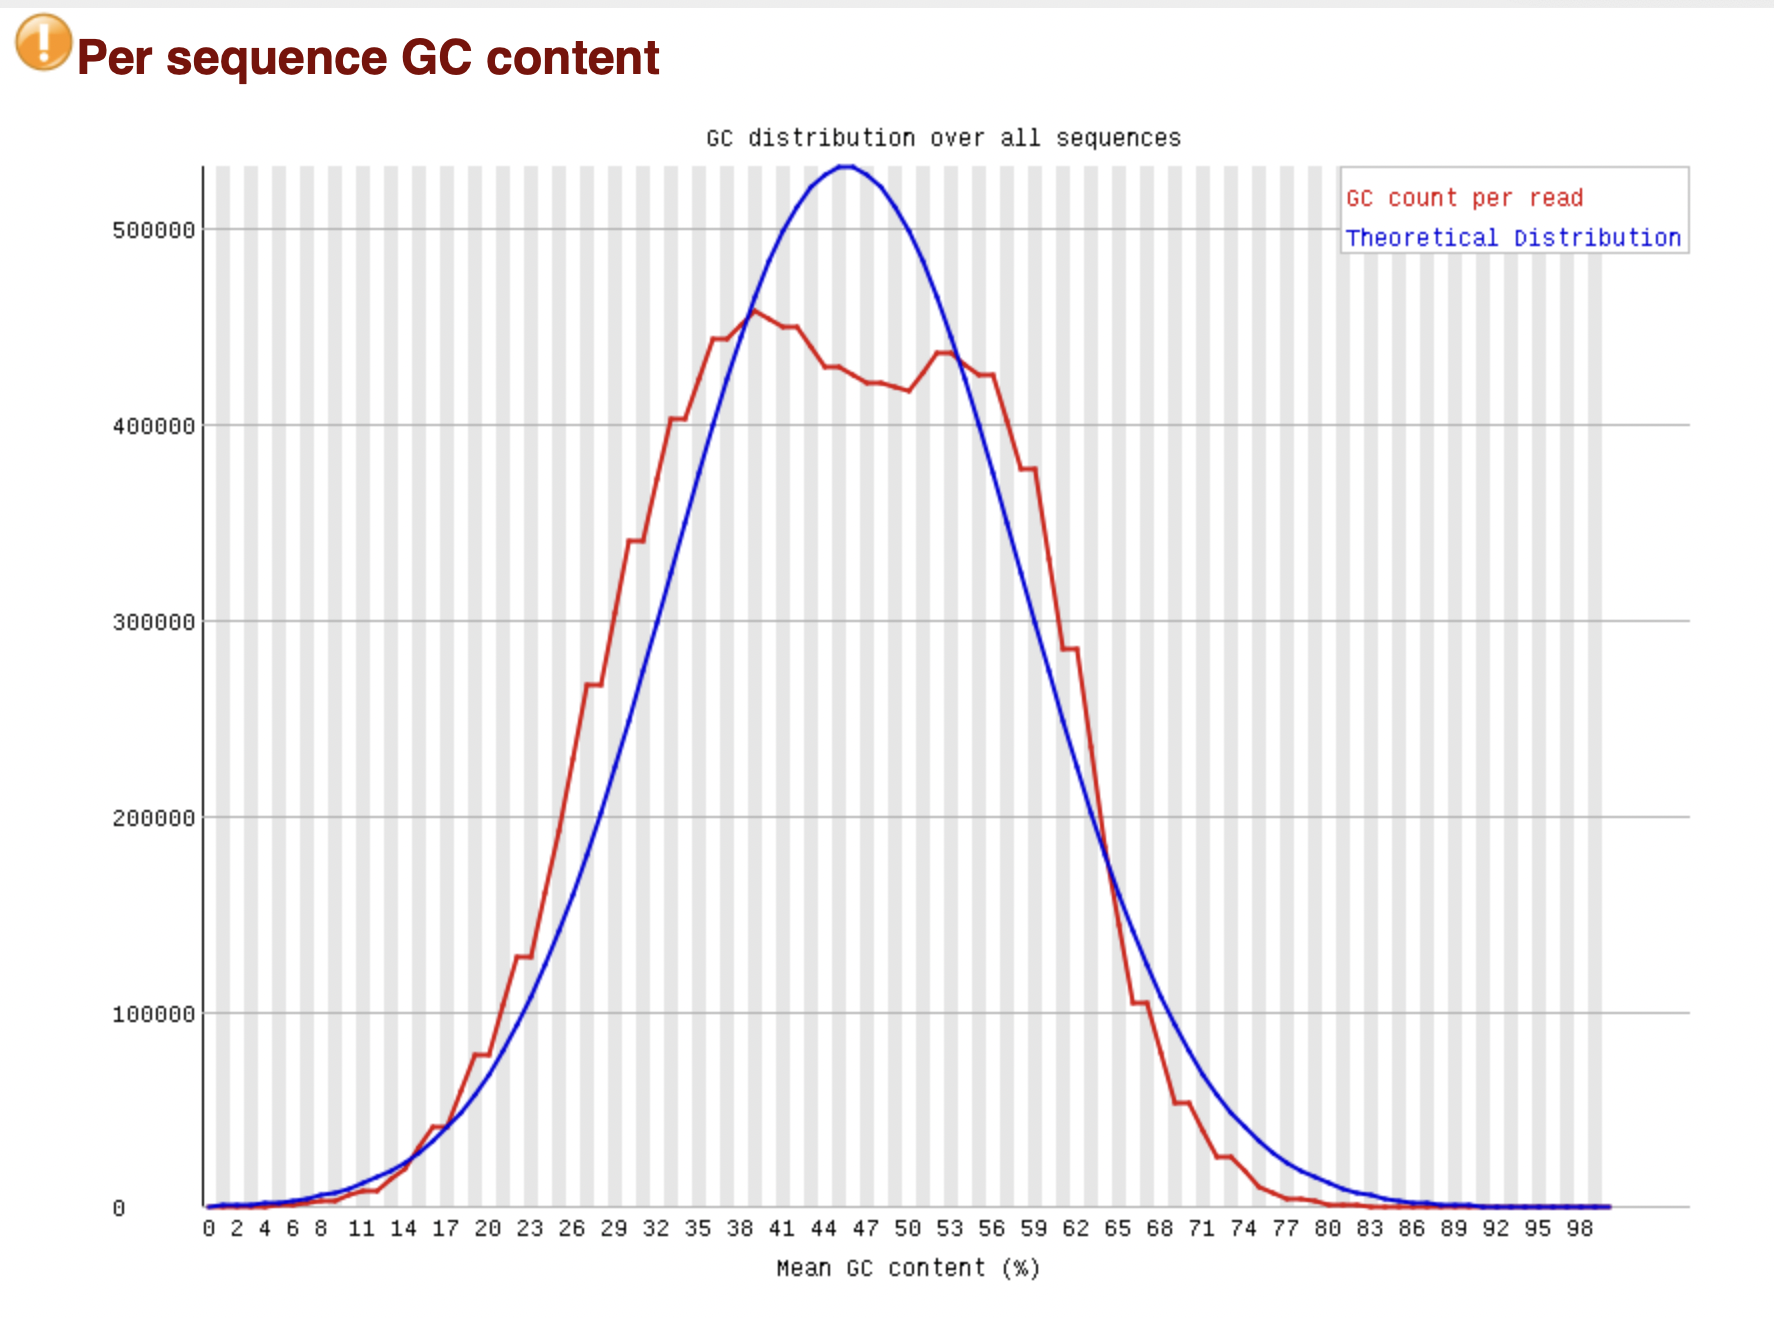 Per sequence GC content
GC distribution over all sequences
GC count per read
Theoretical Distribution
500000
400000
300000
200000
100000
0
0 2 4 6 8 11 14 17 20 23 26 29 32 35 38 41 44 47 50 53 56 59 62 65 68 71 74 77 80 83 86 89 92 95 98
Mean GC content (%)